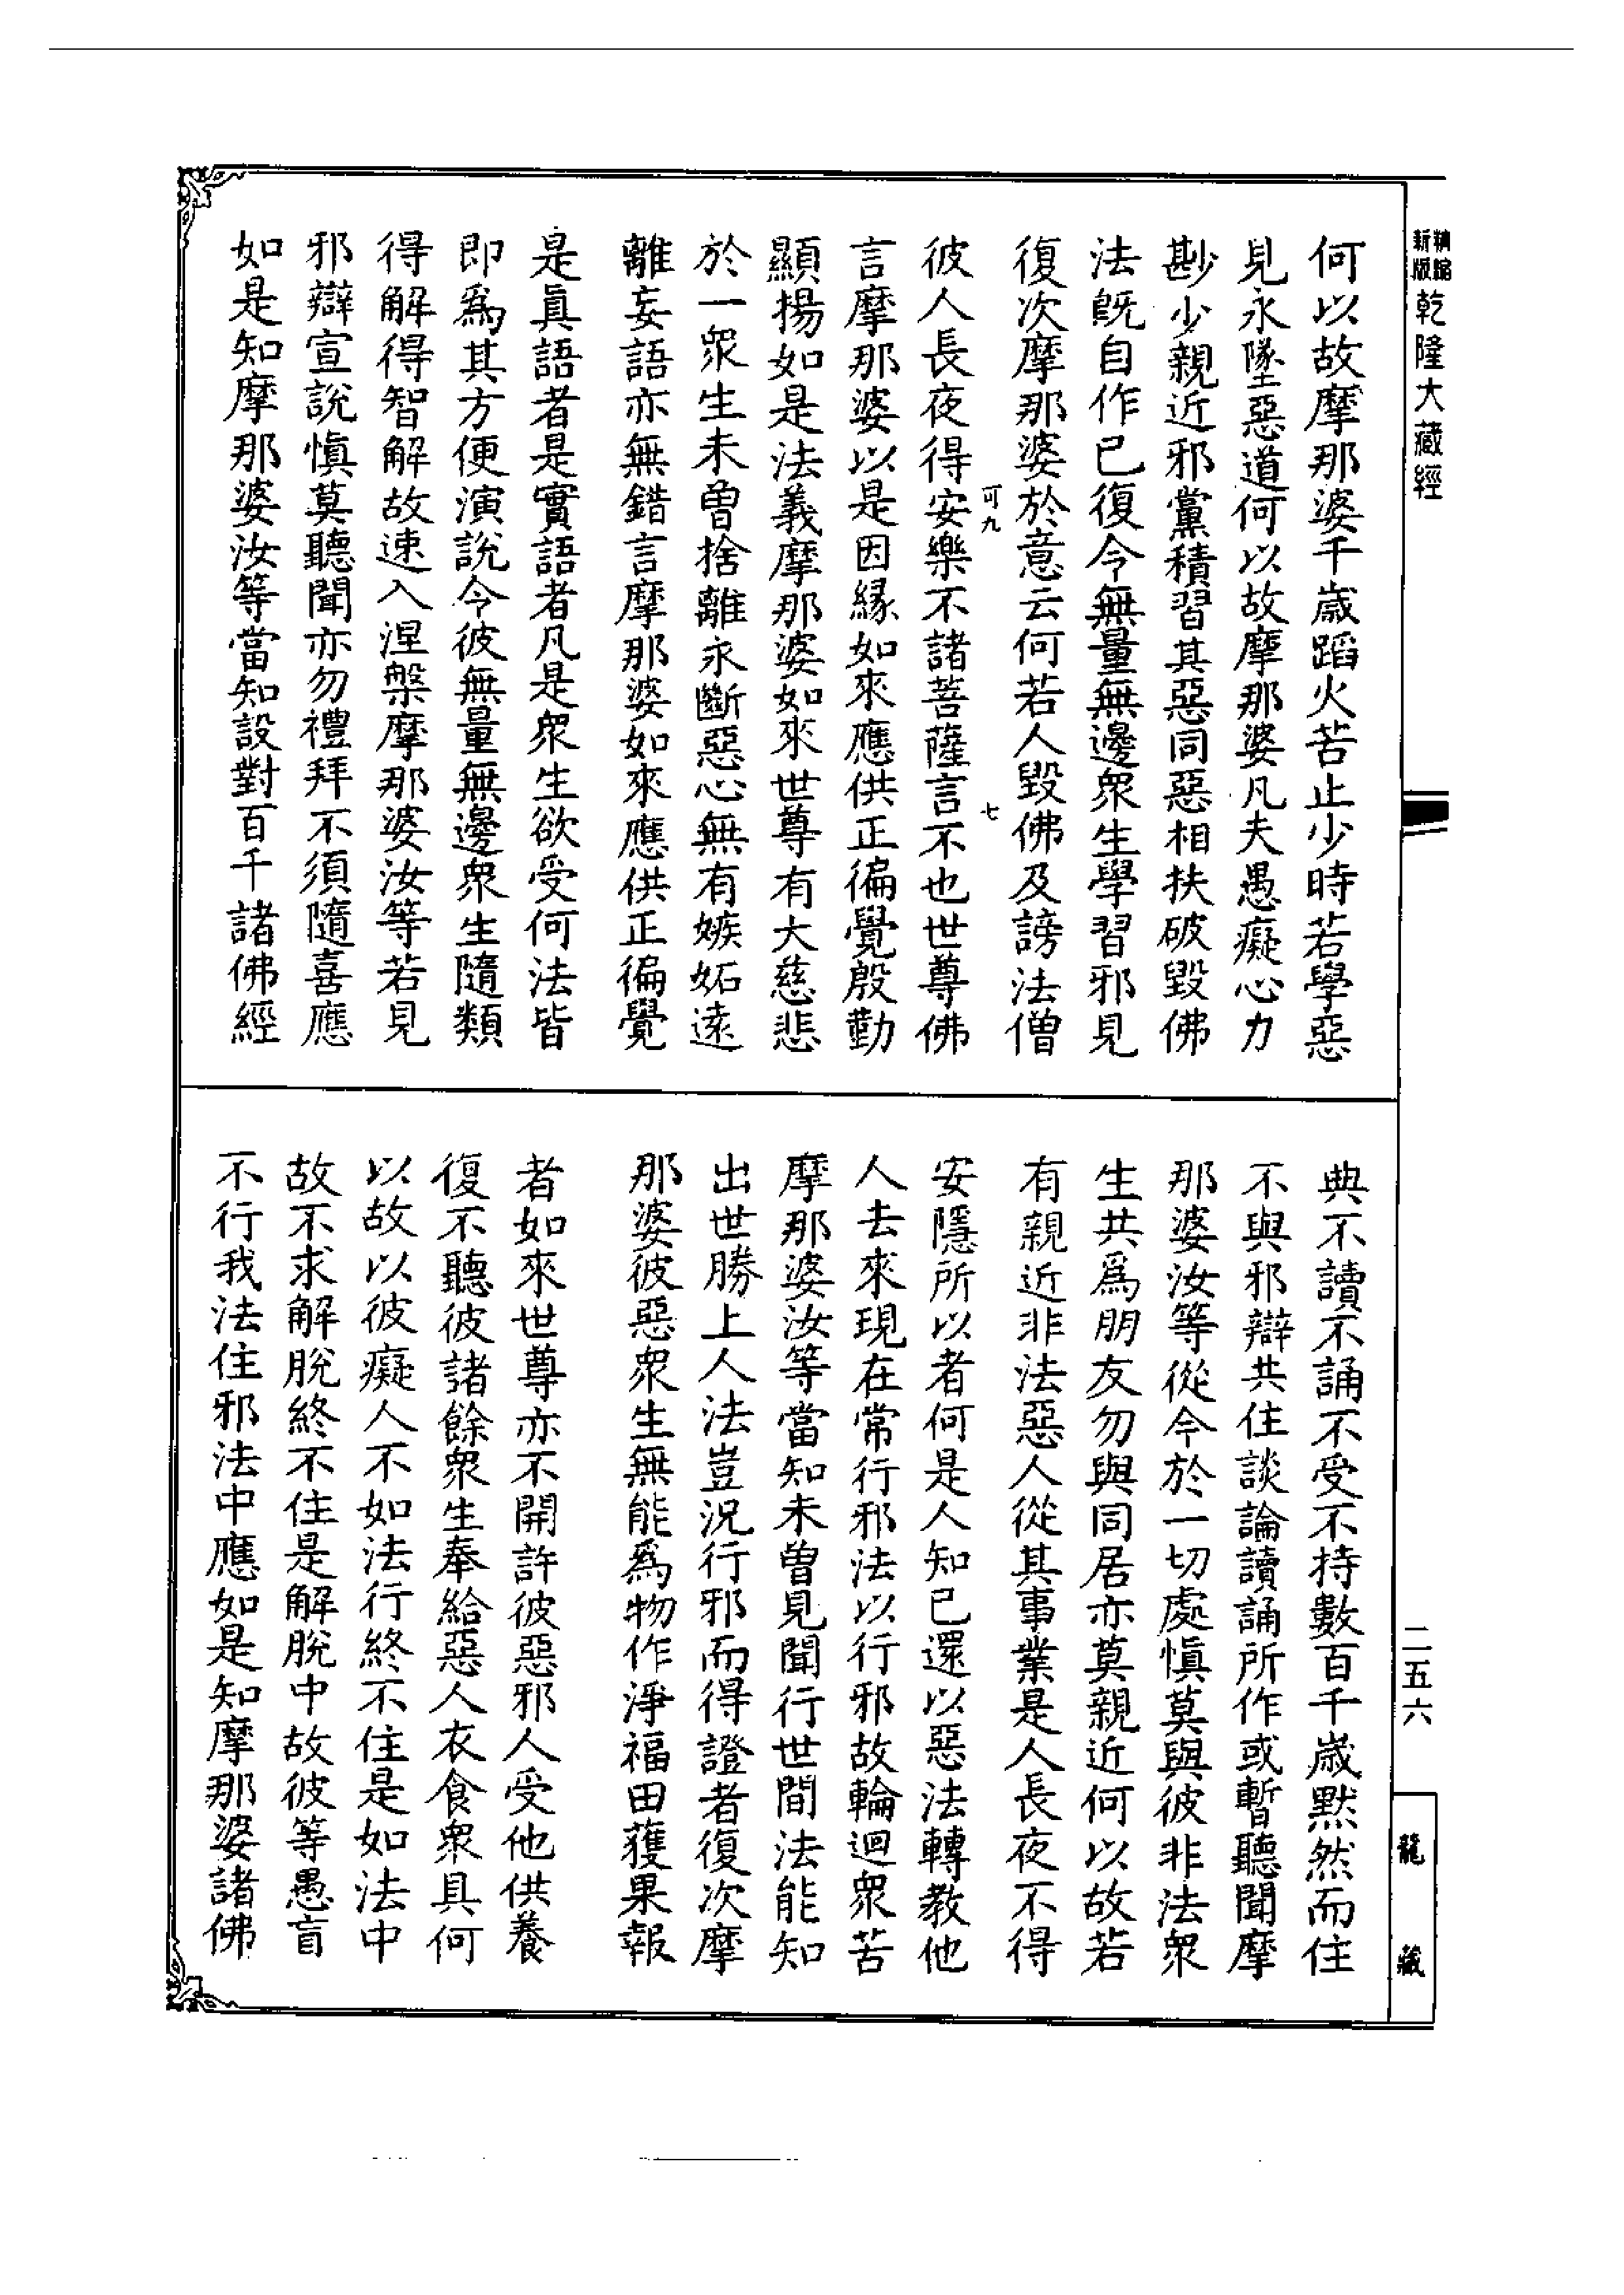 精縮新版乾隆大藏經
何以故摩那婆千歲蹈火苦止少時若學惡
見永墜惡道何以故摩那婆凡夫愚癡心力
尠少親近邪黨積習其惡同惡相扶破毀佛
法旣自作已復令無量無邊衆生學習邪見
復次摩那婆於意云何若人毀佛及謗法僧
可九
七
彼人長夜得安樂不諸菩薩言不也世尊佛
言摩那婆以是因緣如來應供正徧覺殷勤
顯揚如是法義摩那婆如來世尊有大慈悲
於一衆生未曾捨離永斷惡心無有嫉妬遠
離妄語亦無錯言摩那婆如來應供正徧覺
是眞語者是實語者凡是衆生欲受何法皆
即爲其方便演說令彼無量無邊衆生隨類
得解得智解故速入涅槃摩那婆汝等若見
邪辯宣說愼莫聽聞亦勿禮拜不須隨喜應
如是知摩那婆汝等當知設對百千諸佛經
典不讀不誦不受不持數百千歲默然而住
不與邪辯共住談論讀誦所作或暫聽聞摩
那婆汝等從今於一切處愼莫與彼非法衆
生共爲朋友勿與同居亦莫親近何以故若
有親近非法惡人從其事業是人長夜不得
安隱所以者何是人知已還以惡法轉教他
人去來現在常行邪法以行邪故輪迴衆苦
摩那婆汝等當知未曾見聞行世間法能知
出世勝上人法豈況行邪而得證者復次摩
那婆彼惡衆生無能爲物作淨福田獲果報
者如來世尊亦不開許彼惡邪人受他供養
復不聽彼諸餘衆生奉給惡人衣食衆具何
以故以彼癡人不如法行終不住是如法中
故不求解脫終不住是解脫中故彼等愚盲
不行我法住邪法中應如是知摩那婆諸佛
二五六
龍藏